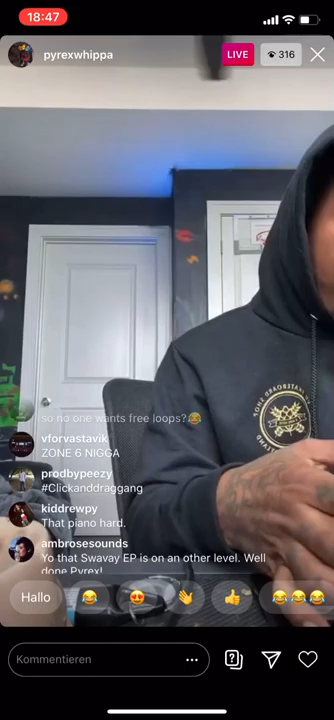 18:47
pyrexwhippa
LIVE
316
so no one wants free loops?😂
vforvastavik
ZONE 6 NIGGA
prodbypeezy
#Clickanddraggang
kiddrewpy
That piano hard.
ambrosesounds
Yo that Swavay EP is on an other level. Well
done Pyrex!
Hallo 😂 😍 👋 👍 😂😂😂
Kommentieren